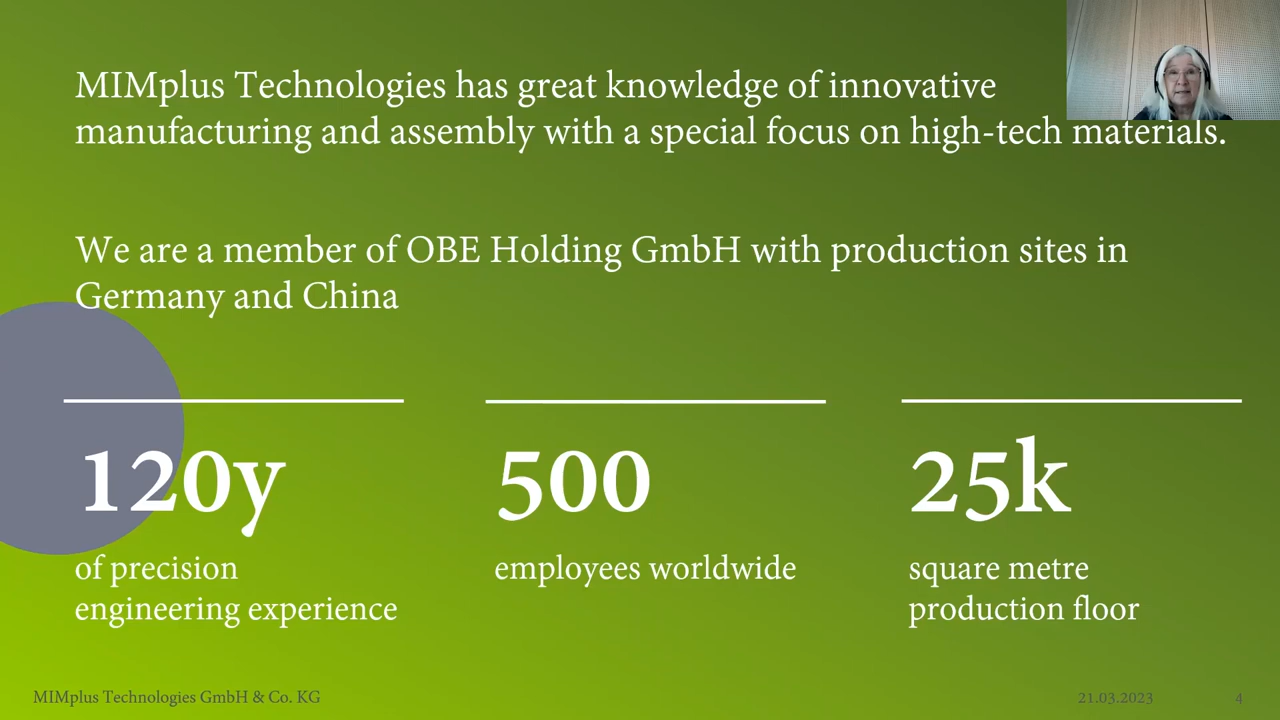 MIMplus Technologies has great knowledge of innovative
manufacturing and assembly with a special focus on high-tech materials.
We are a member of OBE Holding GmbH with production sites in
Germany and China
120y
of precision
engineering experience
500
employees worldwide
25k
square metre
production floor
MIMplus Technologies GmbH & Co. KG
21.03.2023
4